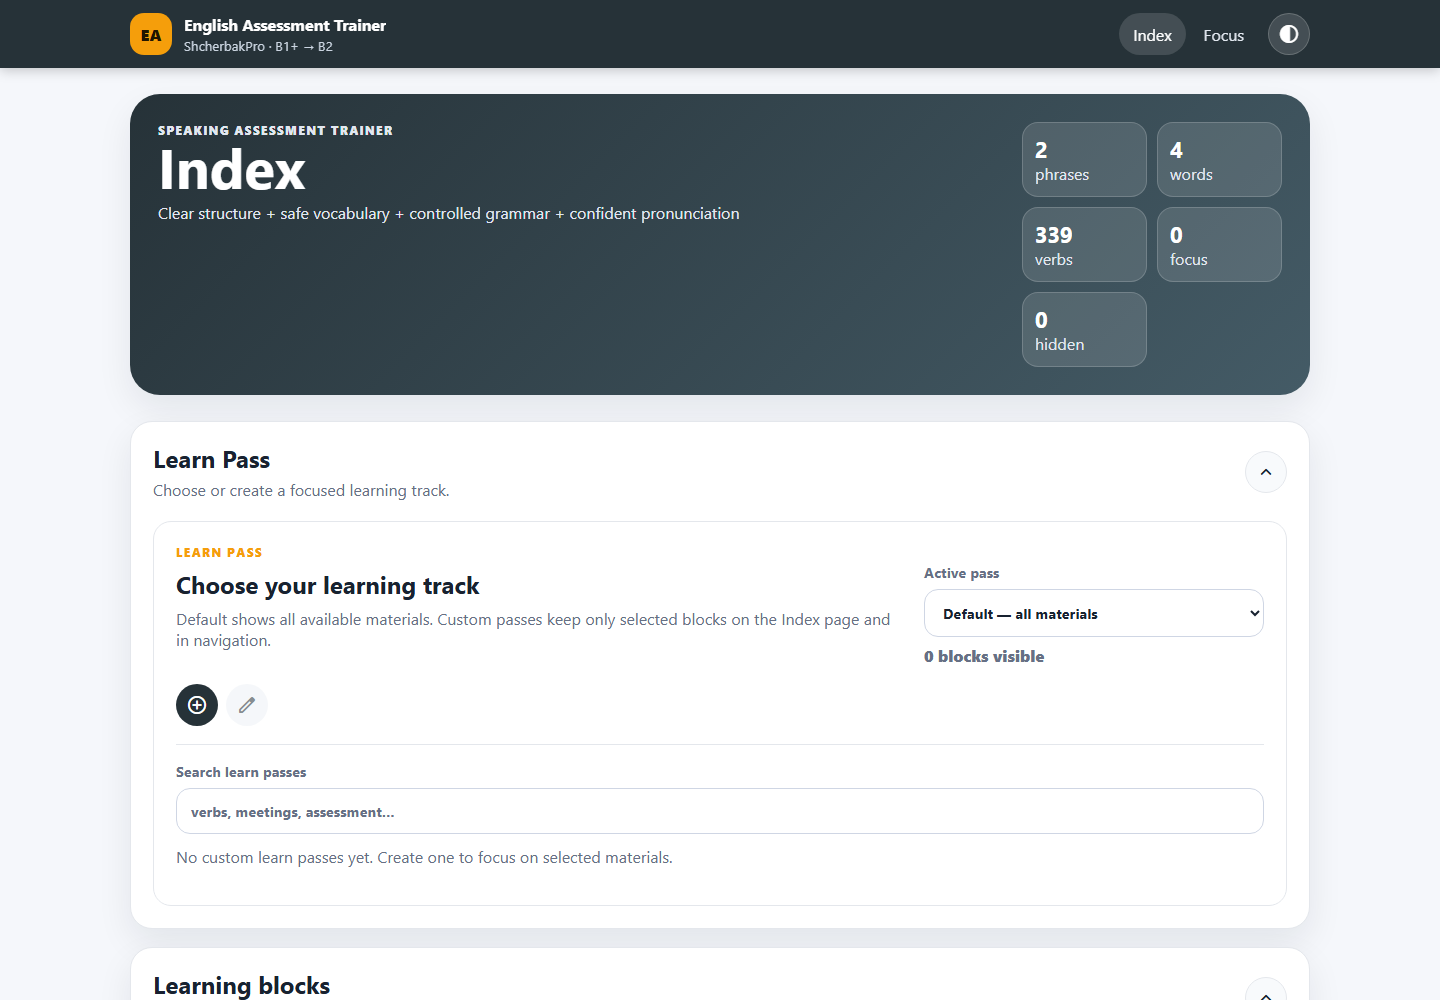 EA
English Assessment Trainer
ShcherbakPro · B1+ → B2
Index
Focus
SPEAKING ASSESSMENT TRAINER
Index
Clear structure + safe vocabulary + controlled grammar + confident pronunciation
2
phrases
4
words
339
verbs
0
focus
0
hidden
Learn Pass
Choose or create a focused learning track.
LEARN PASS
Choose your learning track
Default shows all available materials. Custom passes keep only selected blocks on the Index page and
in navigation.
Active pass
Default — all materials
0 blocks visible
Search learn passes
verbs, meetings, assessment...
No custom learn passes yet. Create one to focus on selected materials.
Learning blocks